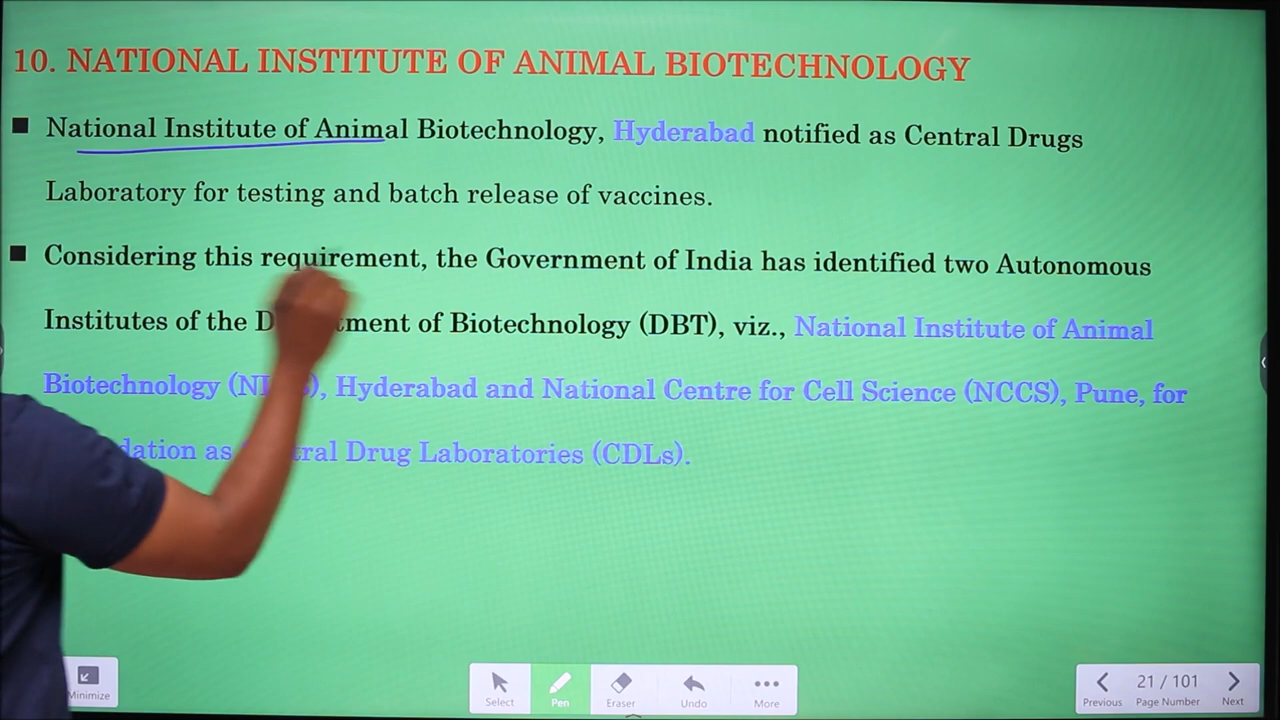 10. NATIONAL INSTITUTE OF ANIMAL BIOTECHNOLOGY
■ National Institute of Animal Biotechnology, Hyderabad notified as Central Drugs
Laboratory for testing and batch release of vaccines.
■ Considering this requirement, the Government of India has identified two Autonomous
Institutes of the of Biotechnology (DBT), viz., National Institute of Animal
Biotechnology Hyderabad and National Centre for Cell Science (NCCS), Pune, for
as Drug Laboratories (CDLs).
Minimize
Select
Pen
Eraser
Undo
More
21 / 101
Previous
Page Number
Next